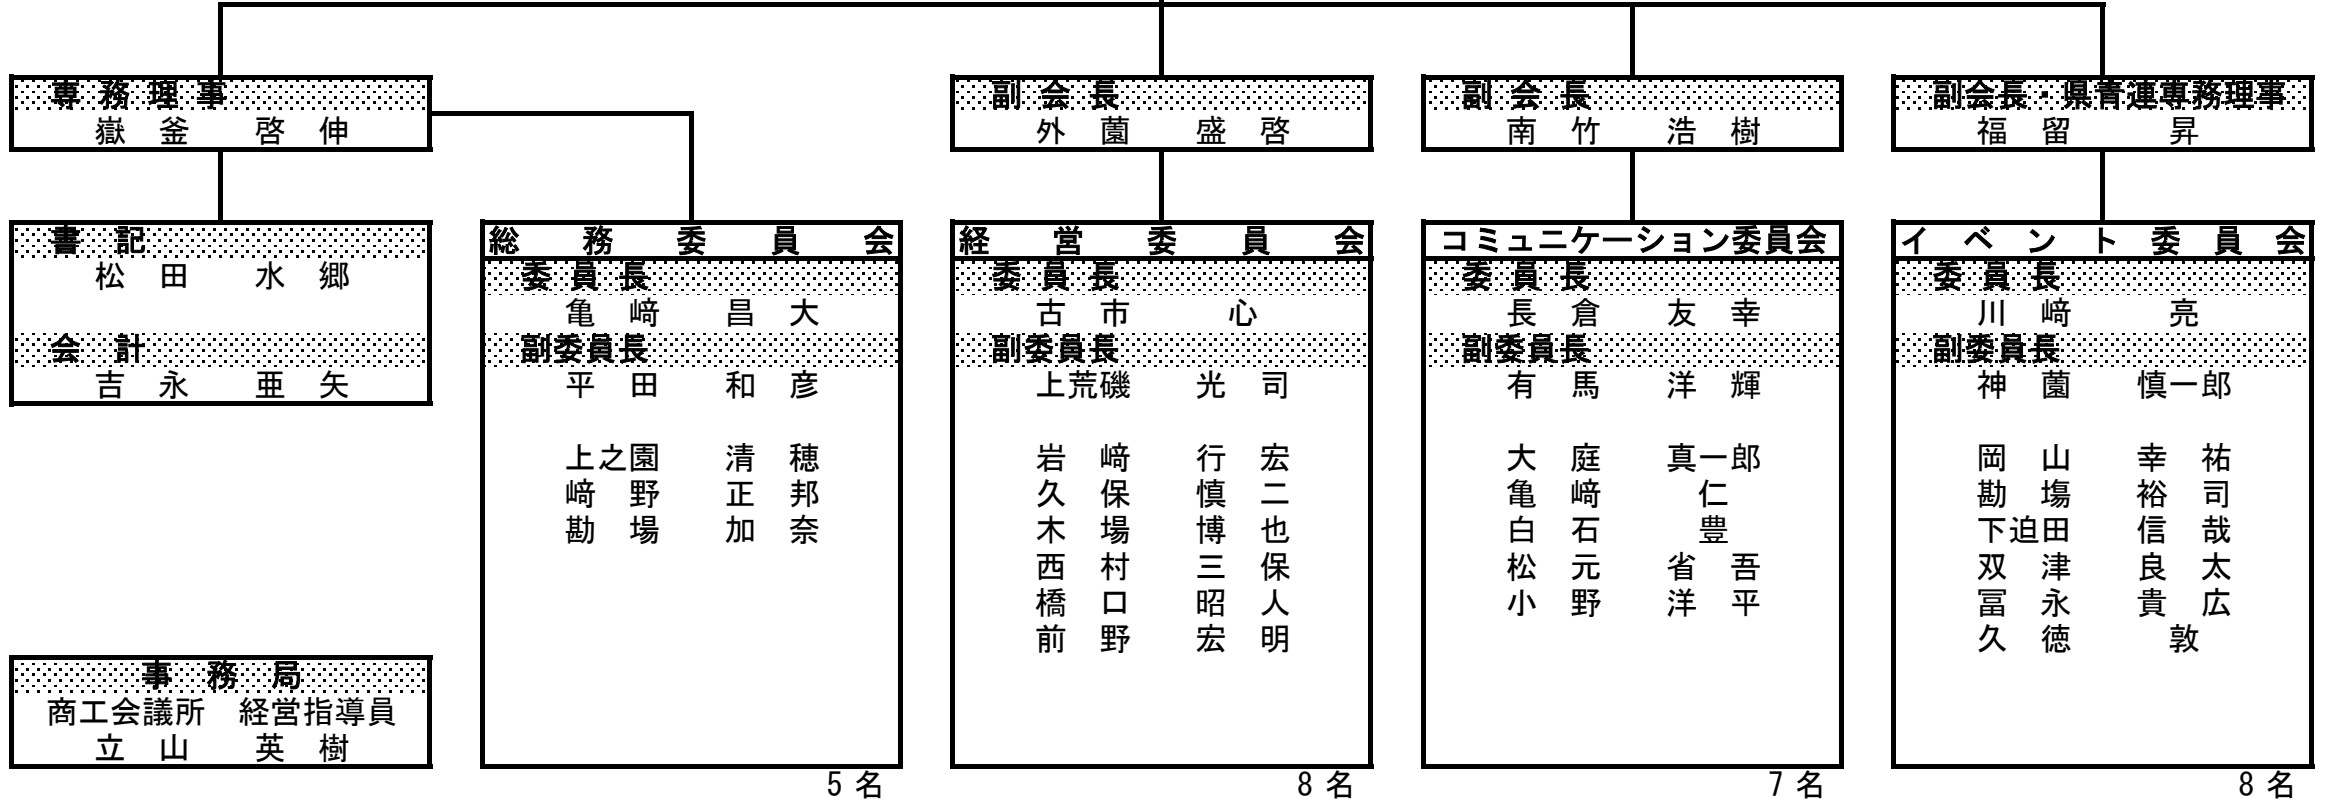 専務理事
嶽釜 啓伸
副会長
外薗 盛啓
副会長
南竹 浩樹
副会長・県青連専務理事
福留 昇
書記
松田 水郷
会計
吉永 亜矢
事務局
商工会議所 経営指導員
立山 英樹
総務委員会
委員長
亀﨑 昌大
副委員長
平田 和彦
上之園 清穂
﨑野 正邦
勘場 加奈
5名
経営委員会
委員長
古市 心
副委員長
上荒磯 光司
岩﨑 行宏
久保 慎二
木場 博也
西村 三保
橋口 昭人
前野 宏明
8名
コミュニケーション委員会
委員長
長倉 友幸
副委員長
有馬 洋輝
大庭 真一郎
亀﨑 仁
白石 豊
松元 省吾
小野 洋平
7名
イベント委員会
委員長
川﨑 亮
副委員長
神薗 慎一郎
岡山 幸祐
勘塲 裕司
下迫田 信哉
双津 良太
冨永 貴広
久徳 敦
8名